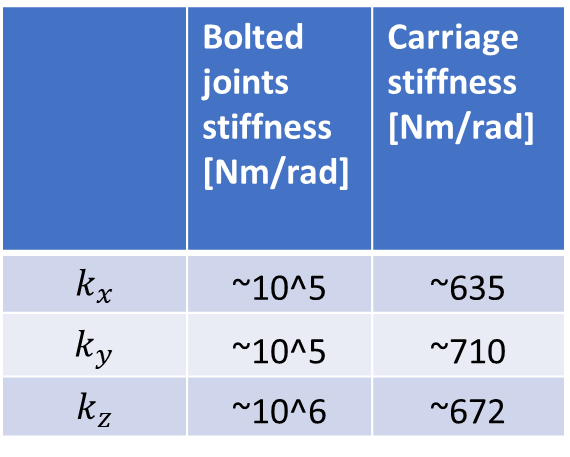 Bolted joints stiffness [Nm/rad] Carriage stiffness [Nm/rad]
k_x ~10^5 ~635
k_y ~10^5 ~710
k_z ~10^6 ~672